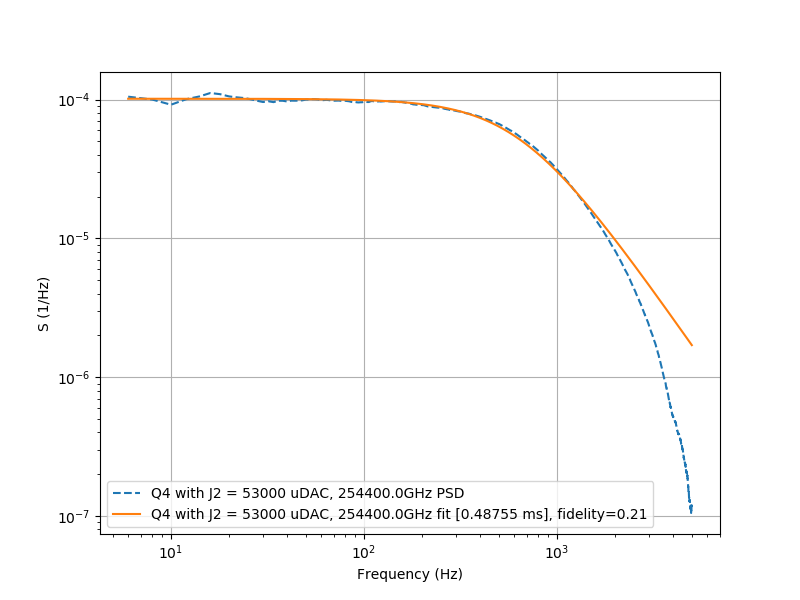 10⁻⁴
10⁻⁵
10⁻⁶
10⁻⁷
S (1/Hz)
Q4 with J2 = 53000 uDAC, 254400.0GHz PSD
Q4 with J2 = 53000 uDAC, 254400.0GHz fit [0.48755 ms], fidelity=0.21
10¹ 10² 10³
Frequency (Hz)